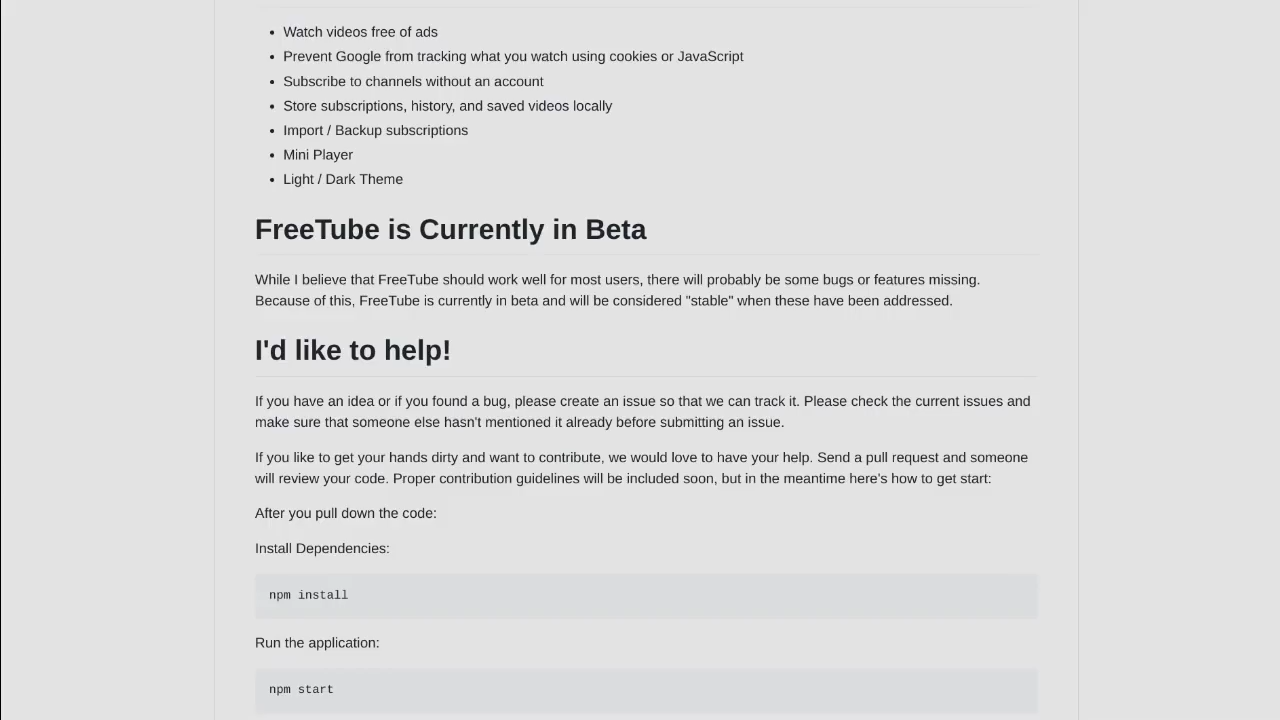 Watch videos free of ads
Prevent Google from tracking what you watch using cookies or JavaScript
Subscribe to channels without an account
Store subscriptions, history, and saved videos locally
Import / Backup subscriptions
Mini Player
Light / Dark Theme
FreeTube is Currently in Beta
While I believe that FreeTube should work well for most users, there will probably be some bugs or features missing.
Because of this, FreeTube is currently in beta and will be considered "stable" when these have been addressed.
I'd like to help!
If you have an idea or if you found a bug, please create an issue so that we can track it. Please check the current issues and
make sure that someone else hasn't mentioned it already before submitting an issue.
If you like to get your hands dirty and want to contribute, we would love to have your help. Send a pull request and someone
will review your code. Proper contribution guidelines will be included soon, but in the meantime here's how to get start:
After you pull down the code:
Install Dependencies:
npm install
Run the application:
npm start